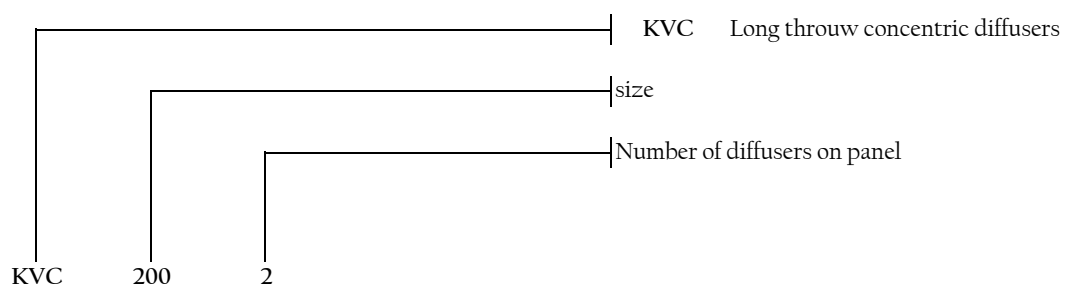 KVC Long throuw concentric diffusers
size
Number of diffusers on panel
KVC 200 2